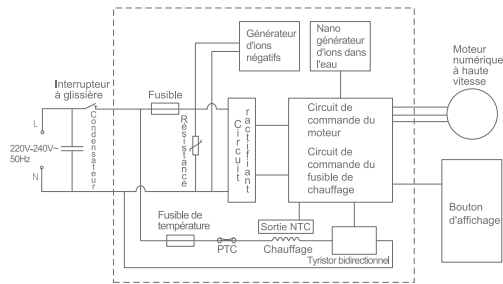 Générateur
d'ions
négatifs
Nano
générateur
d'ions dans
l'eau
Moteur
numérique
à haute
vitesse
Interrupteur
à glissière
Fusible
L
220V-240V~
50Hz
N
Condensateur
Résistance
Circuit
ractifiant
Circuit de
commande du
moteur
Circuit de
commande du
fusible de
chauffage
Bouton
d'affichage
Fusible de
température
PTC
Chauffage
Sortie NTC
Tyristor bidirectionnel